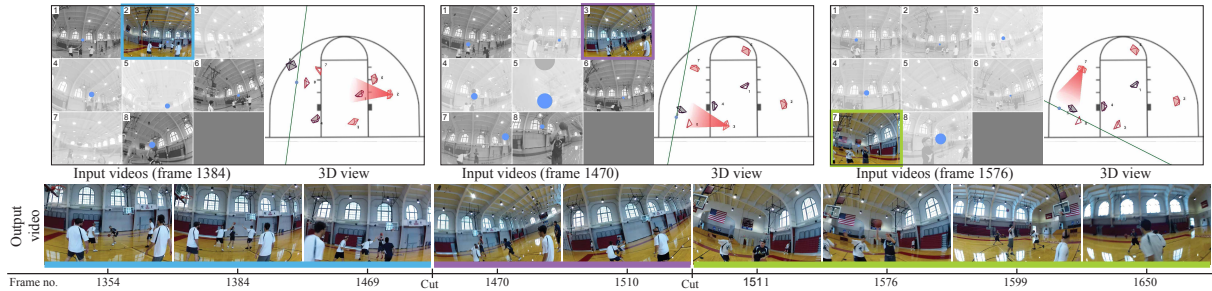 1 2 3
4 5 6
7 8
Input videos (frame 1384)
3D view
1 2 3
4 5 6
7 8
Input videos (frame 1470)
3D view
1 2 3
4 5 6
7 8
Input videos (frame 1576)
3D view
Output
video
Frame no. 1354 1384 1469 Cut 1470 1510 Cut 1511 1576 1599 1650